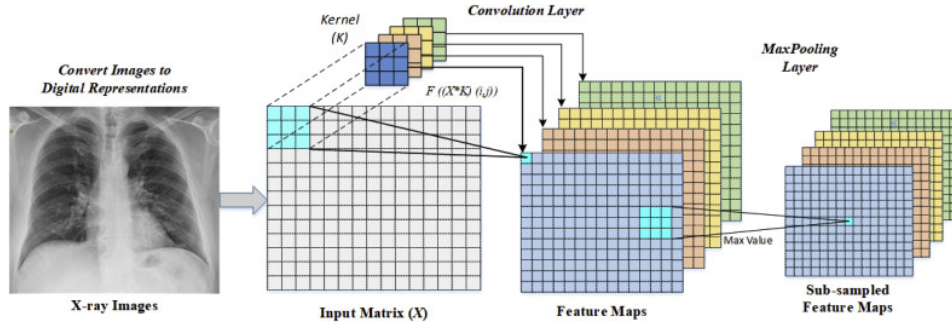 Convolution Layer
Kernel
(K)
MaxPooling
Layer
Convert Images to
Digital Representations
F ((X*K) (i,j))
Max Value
X-ray Images
Input Matrix (X)
Feature Maps
Sub-sampled
Feature Maps